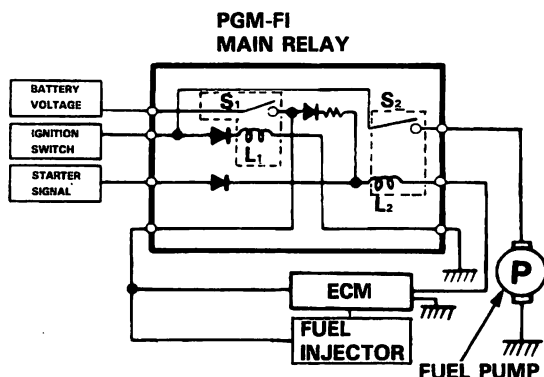 PGM-FI
MAIN RELAY
BATTERY
VOLTAGE
IGNITION
SWITCH
STARTER
SIGNAL
S1
L1
S2
L2
P
ECM
FUEL
INJECTOR
FUEL PUMP